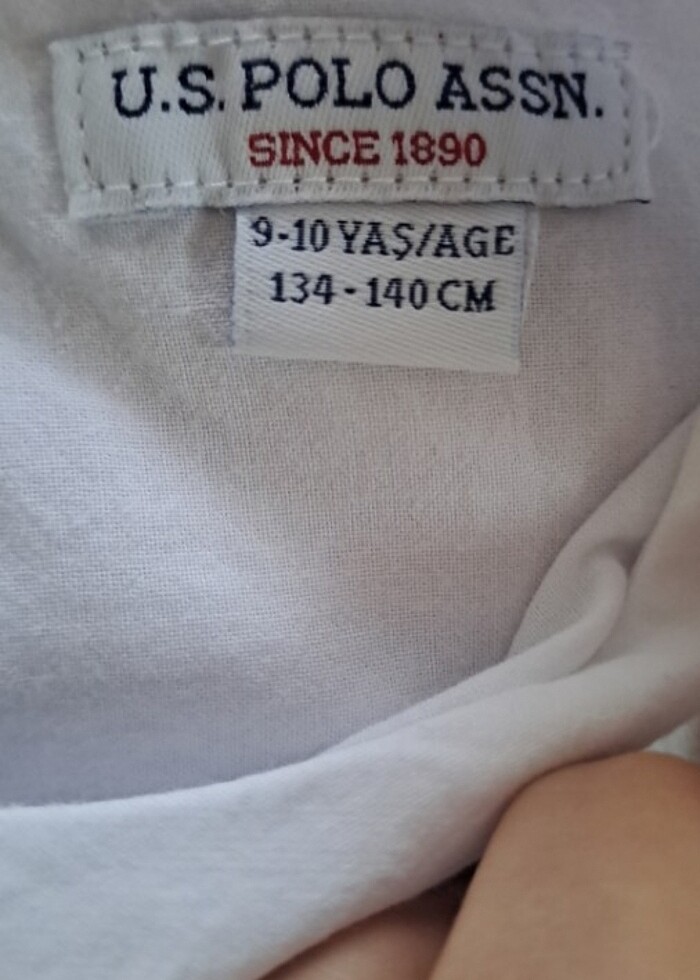 U.S. POLO ASSN.
SINCE 1890
9-10 YAŞ/AGE
134-140 CM